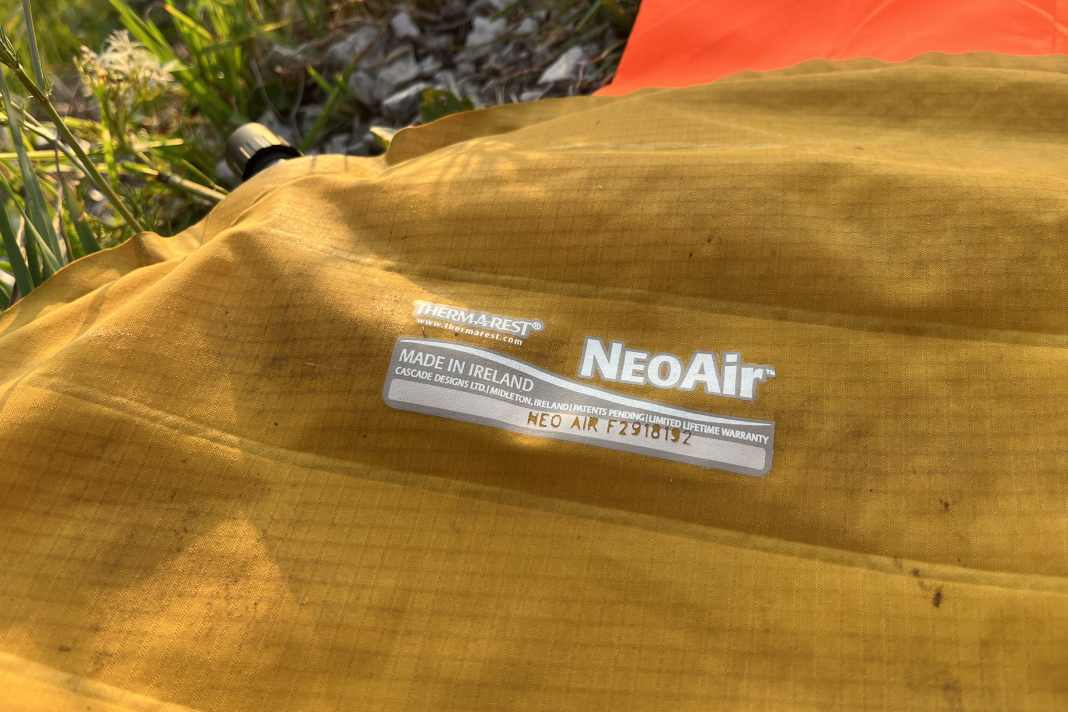 THERM-A-REST®
www.thermarest.com
NEOAIR™
MADE IN IRELAND
CASCADE DESIGNS LTD.| MIDLETON, IRELAND|PATENTS PENDING|LIMITED LIFETIME WARRANTY
NEO AIR F2918192